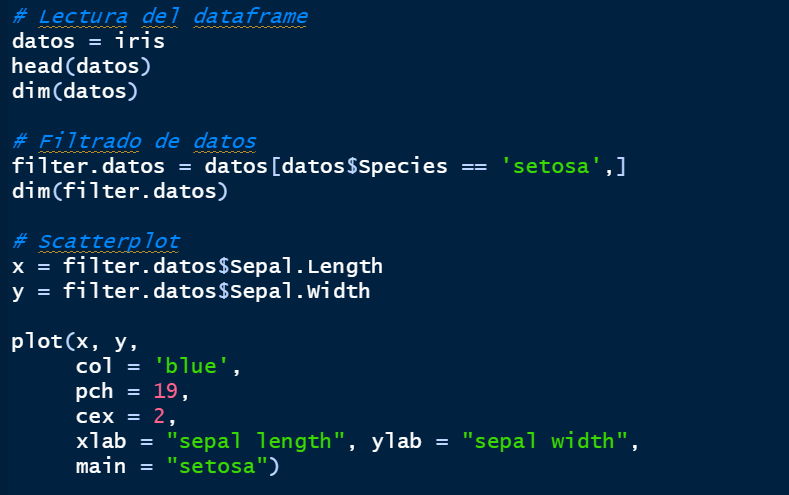 # Lectura del dataframe
datos = iris
head(datos)
dim(datos)
# Filtrado de datos
filter.datos = datos[datos$Species == 'setosa',]
dim(filter.datos)
# Scatterplot
x = filter.datos$Sepal.Length
y = filter.datos$Sepal.Width
plot(x, y,
col = 'blue',
pch = 19,
cex = 2,
xlab = "sepal length", ylab = "sepal width",
main = "setosa")